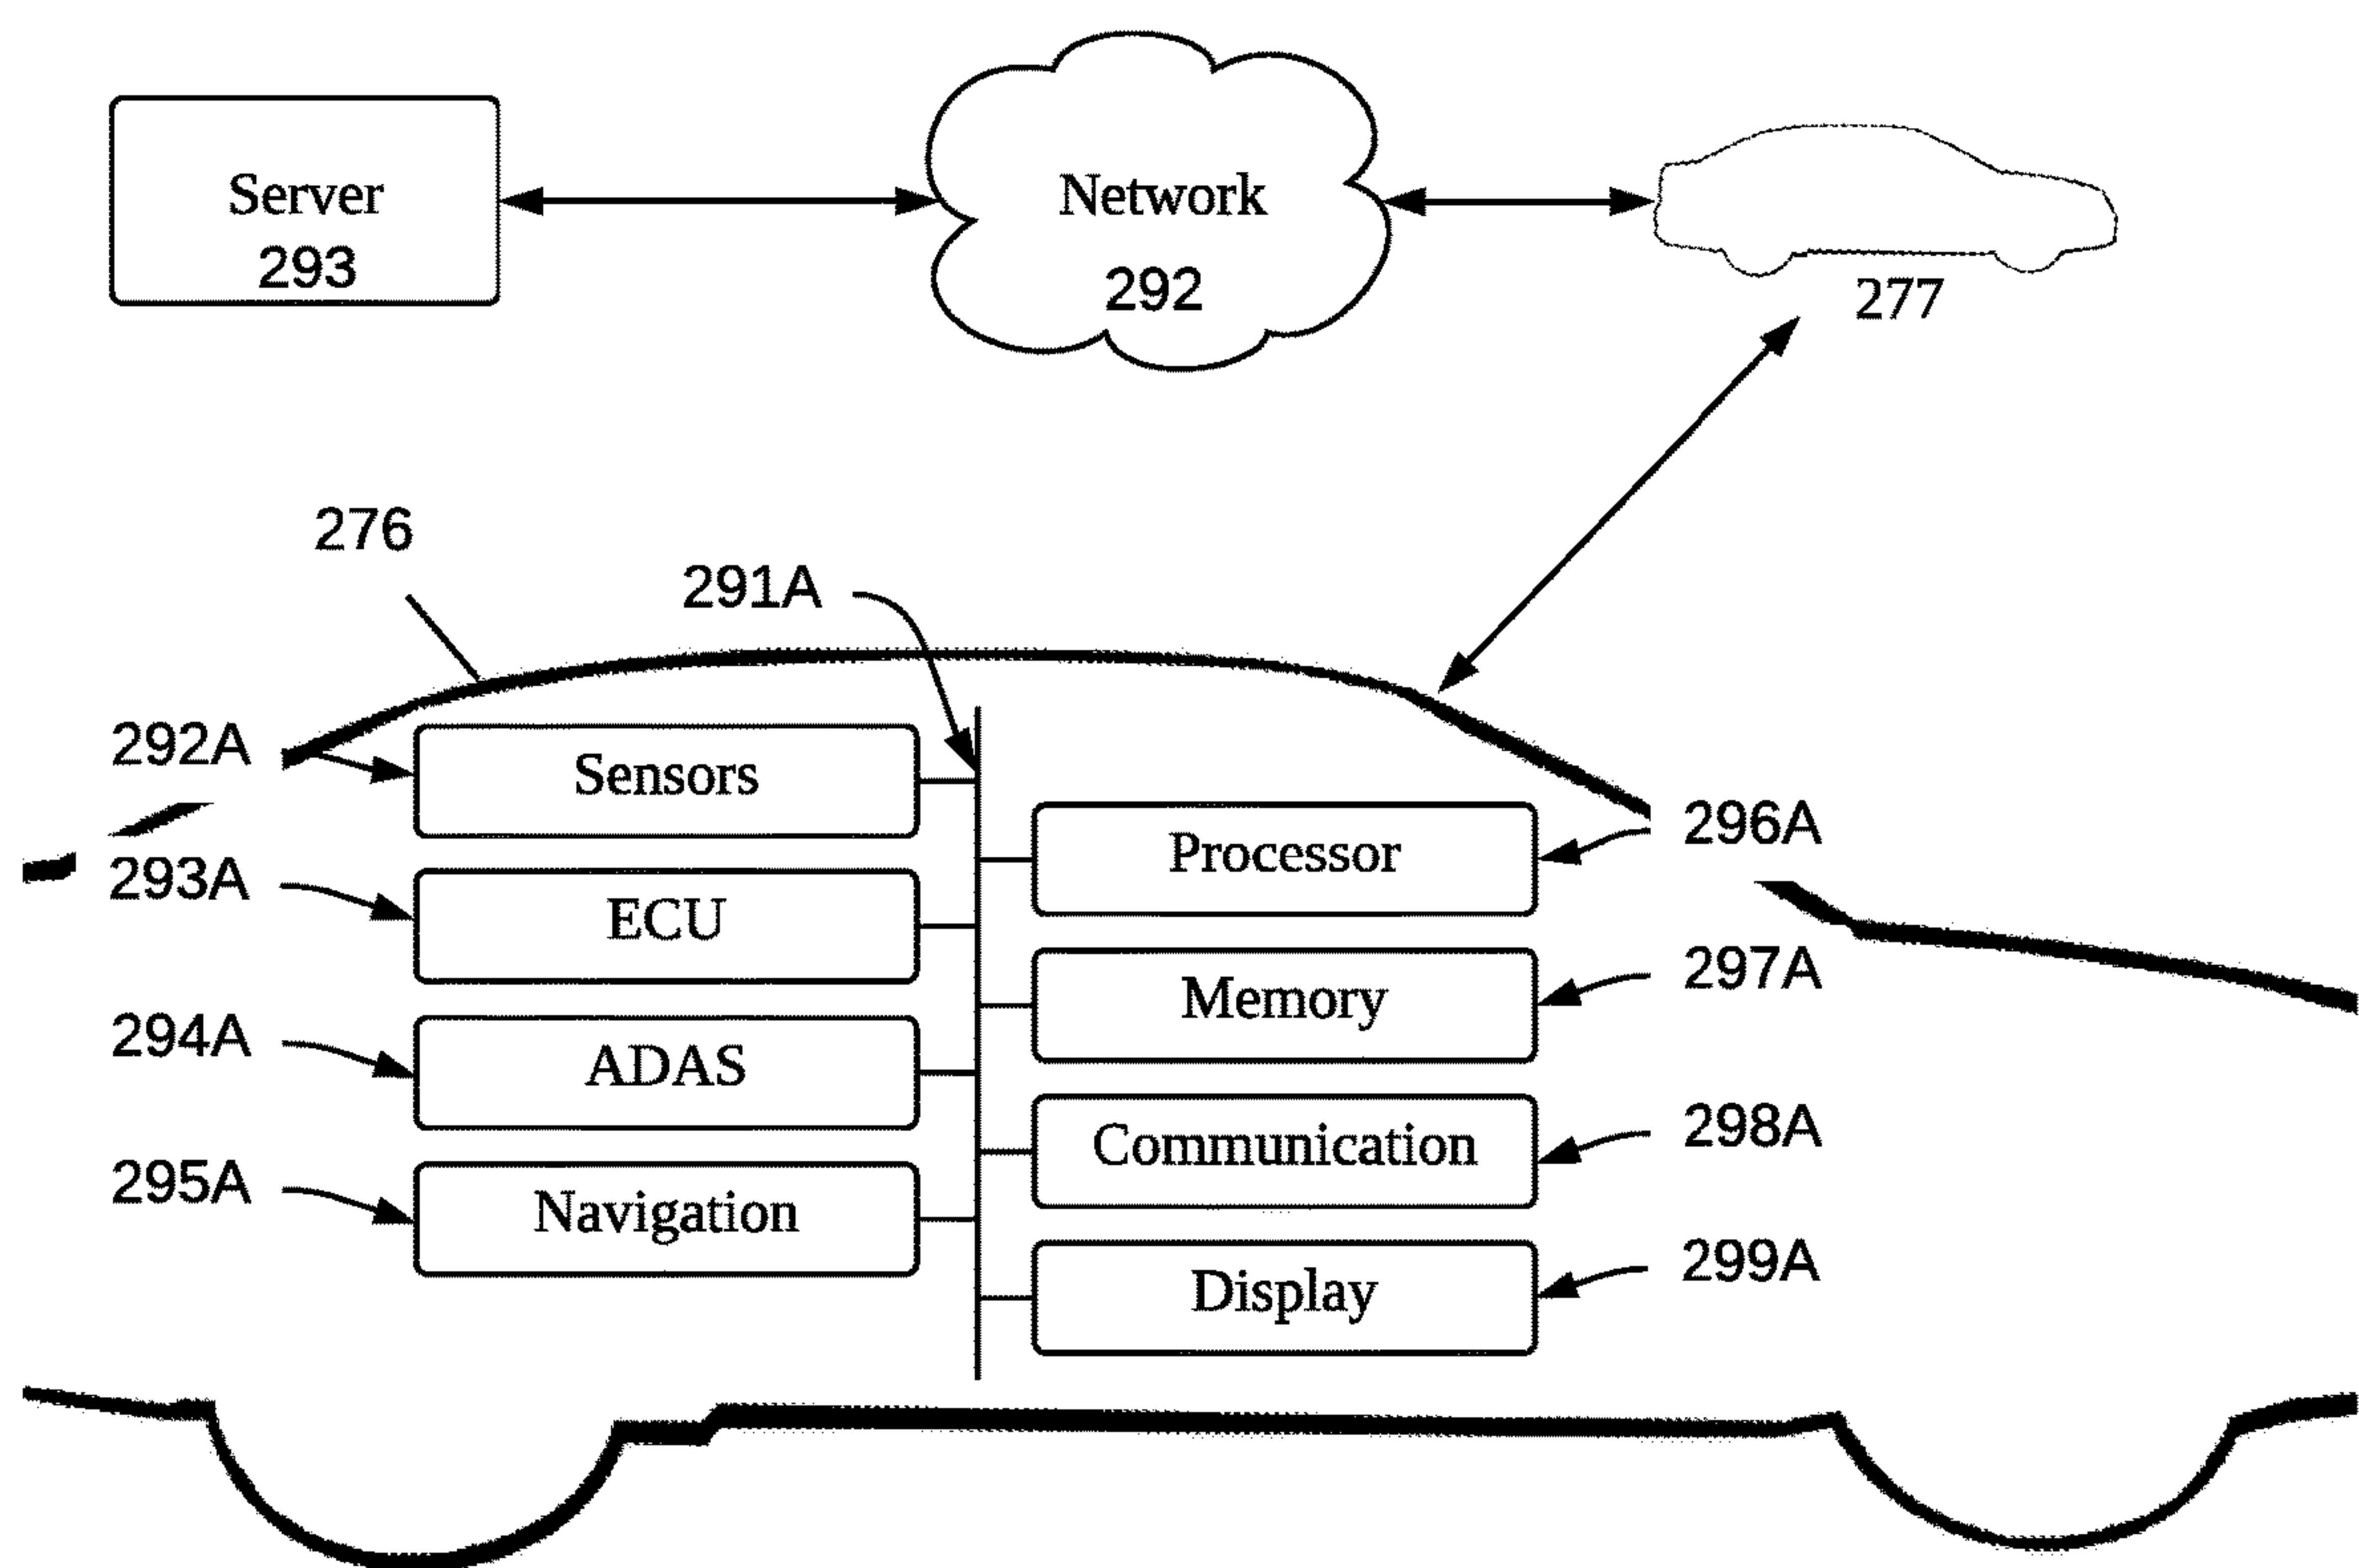 Server
293
Network
292
277
276
291A
292A
Sensors
Processor
296A
293A
ECU
Memory
297A
294A
ADAS
Communication
298A
295A
Navigation
Display
299A